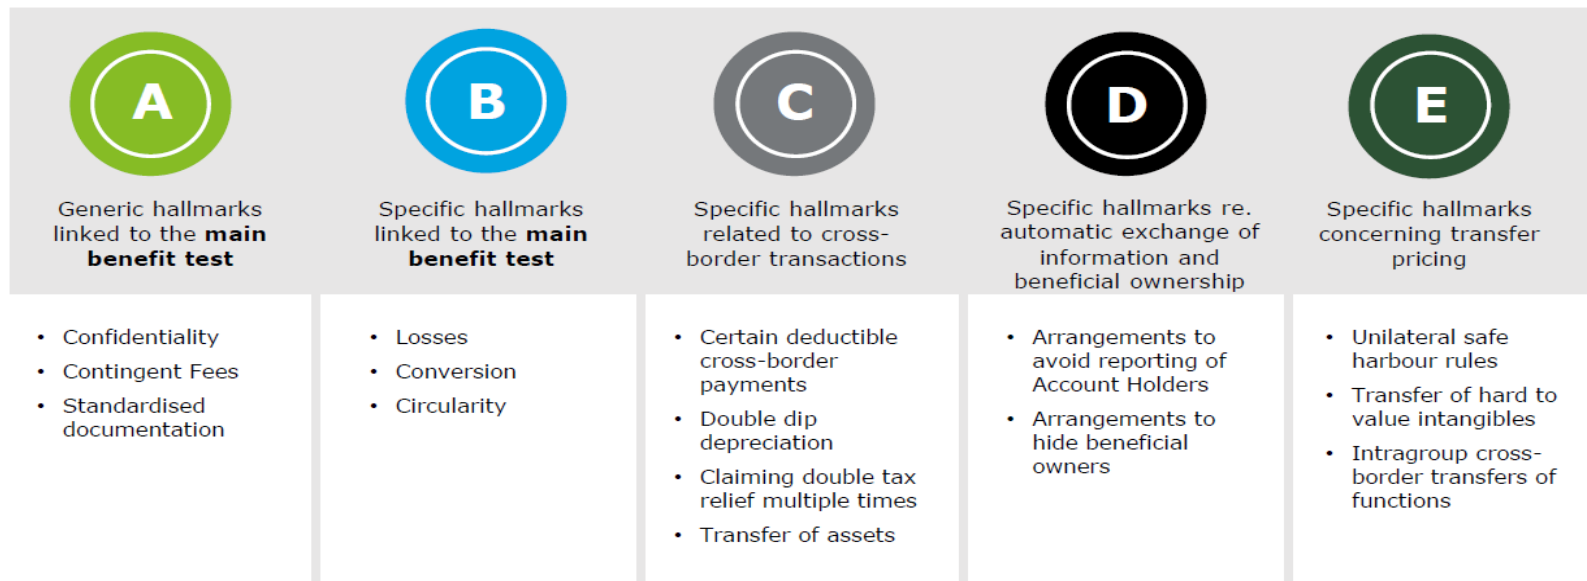 A
Generic hallmarks
linked to the main
benefit test
• Confidentiality
• Contingent Fees
• Standardised
documentation
B
Specific hallmarks
linked to the main
benefit test
• Losses
• Conversion
• Circularity
C
Specific hallmarks
related to cross-
border transactions
• Certain deductible
cross-border
payments
• Double dip
depreciation
• Claiming double tax
relief multiple times
• Transfer of assets
D
Specific hallmarks re.
automatic exchange of
information and
beneficial ownership
• Arrangements to
avoid reporting of
Account Holders
• Arrangements to
hide beneficial
owners
E
Specific hallmarks
concerning transfer
pricing
• Unilateral safe
harbour rules
• Transfer of hard to
value intangibles
• Intragroup cross-
border transfers of
functions